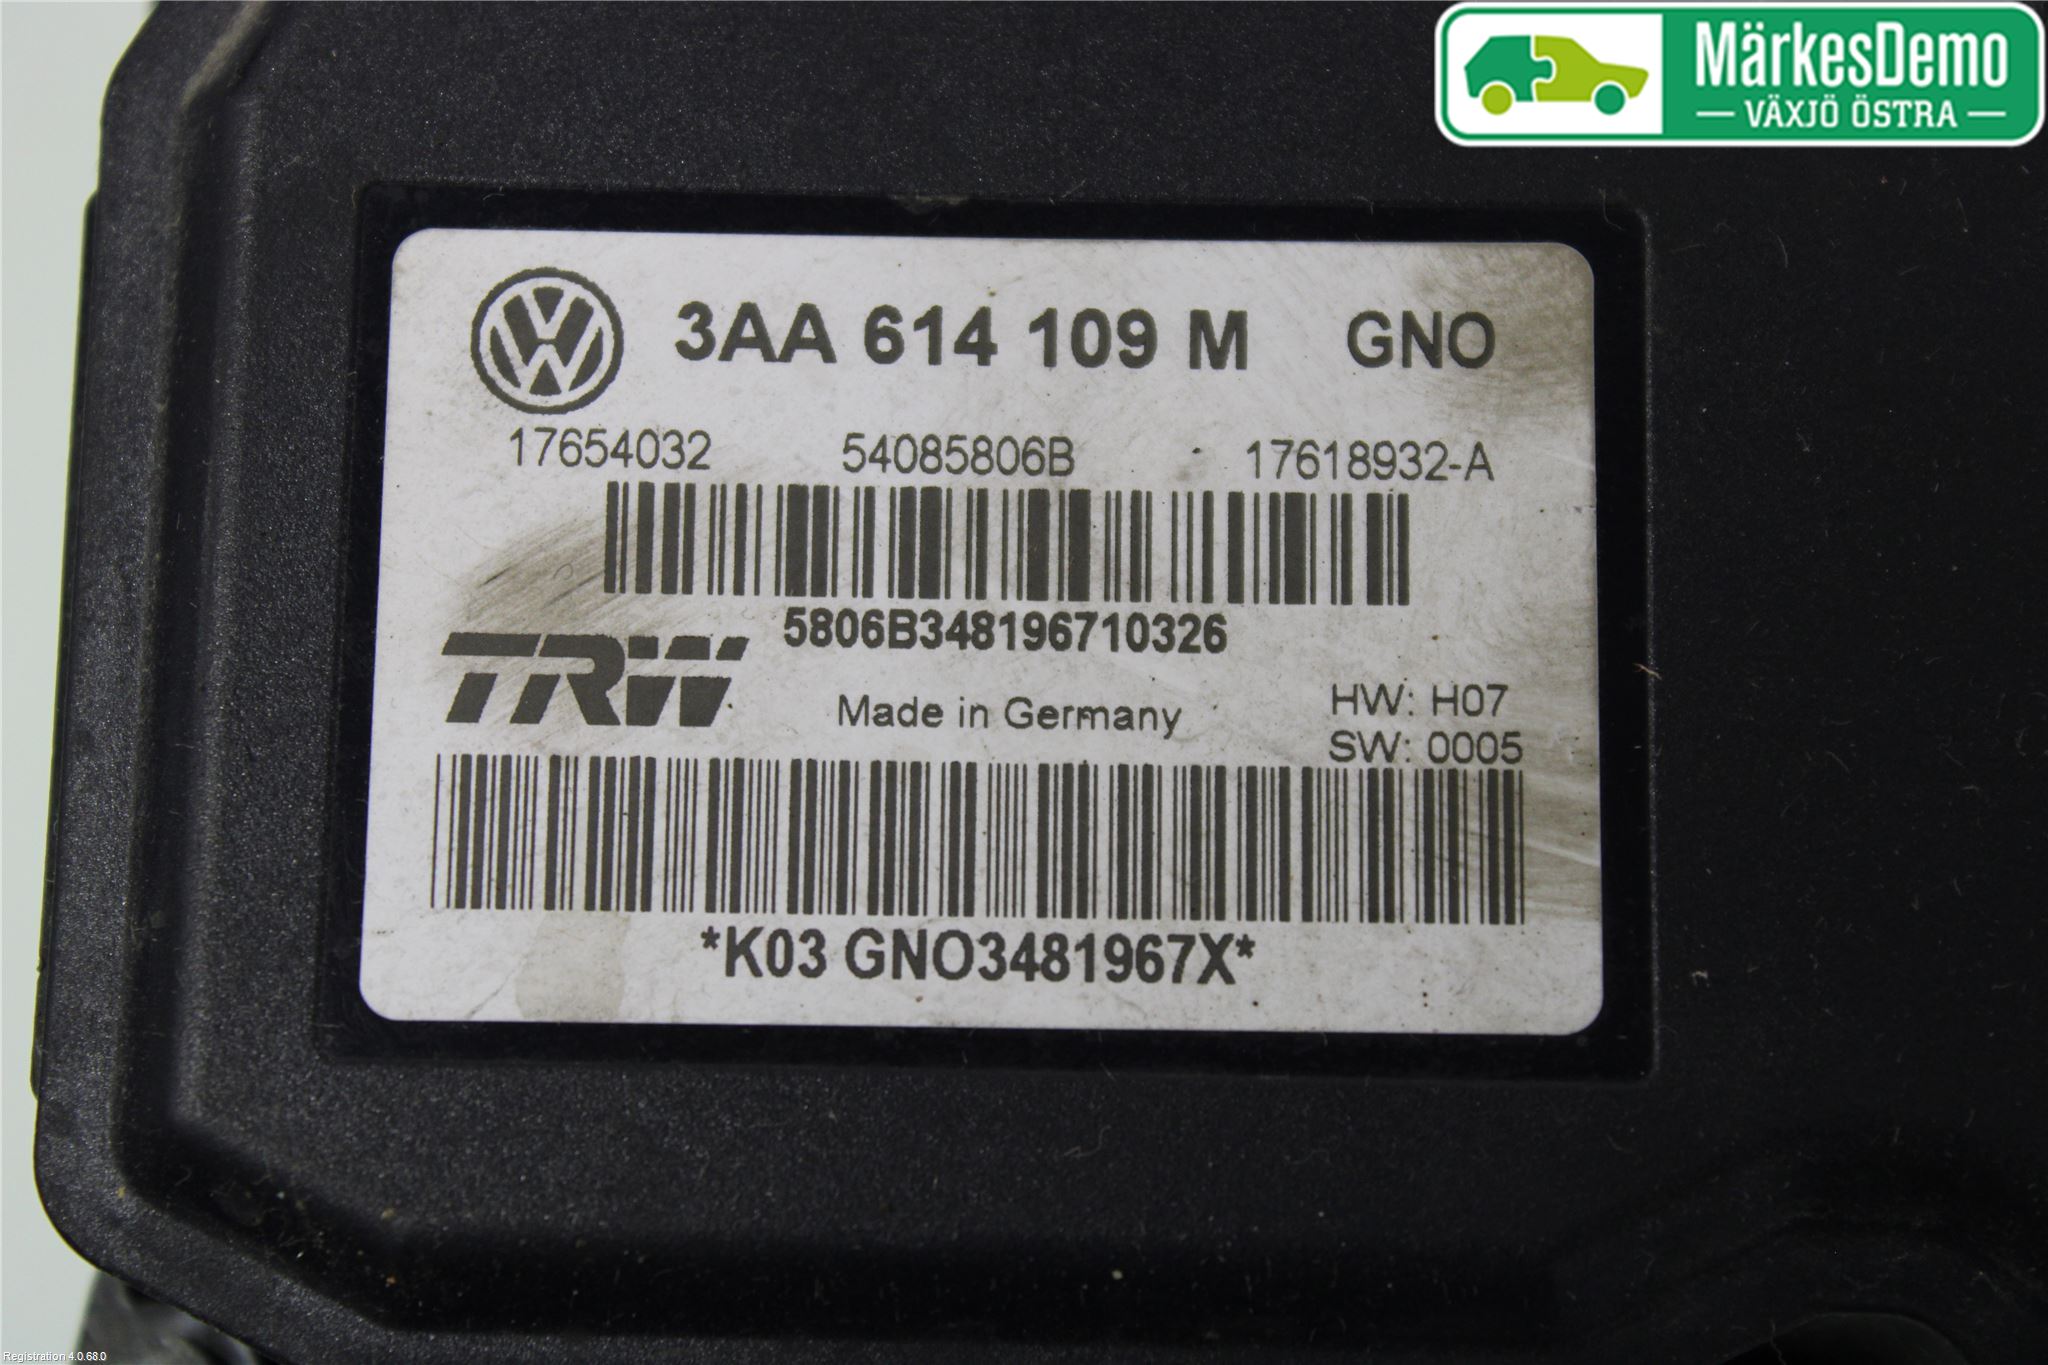 MärkesDemo
VÄXJÖ ÖSTRA
3AA 614 109 M GNO
17654032 54085806B 17618932-A
5806B348196710326
TRW
Made in Germany
HW: H07
SW: 0005
*K03 GNO3481967X*
Registration 4.0.68.0